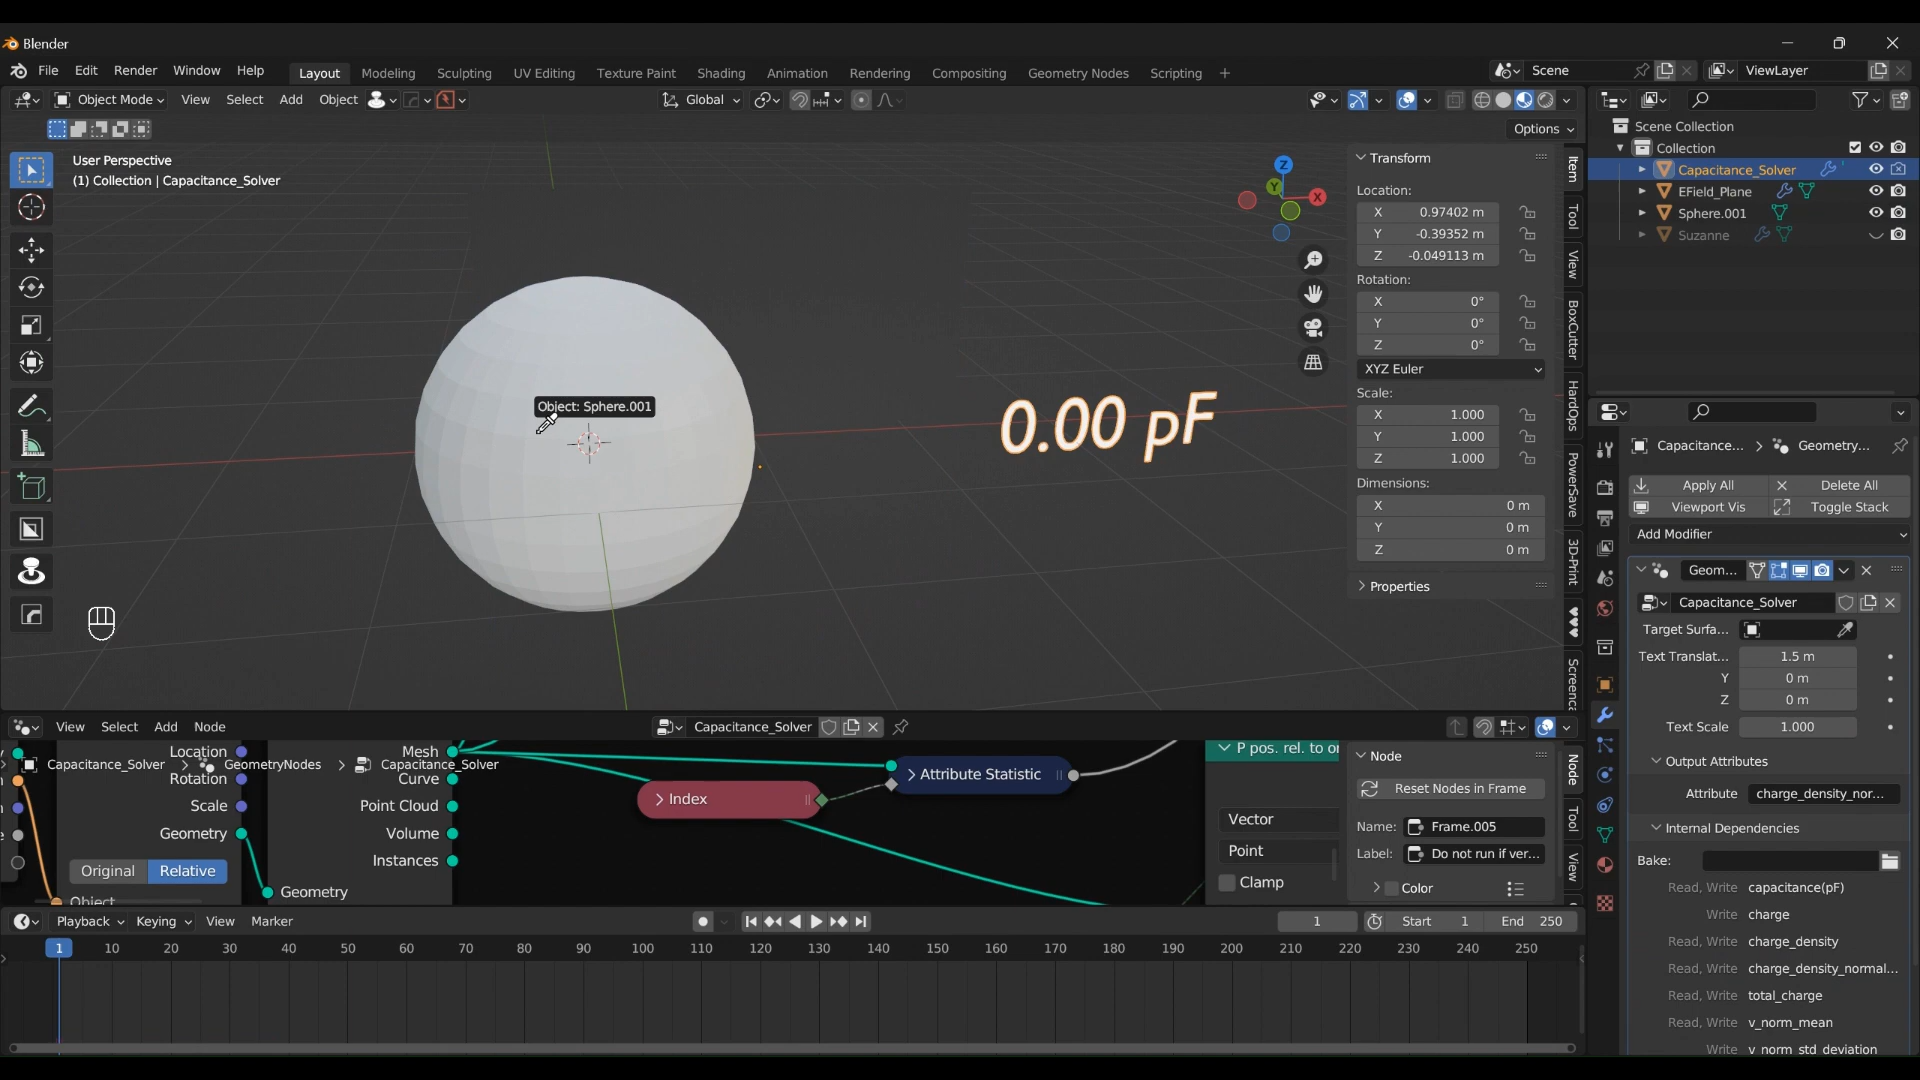 Blender
File Edit Render Window Help Layout Modeling Sculpting UV Editing Texture Paint Shading Animation Rendering Compositing Geometry Nodes Scripting + Scene ViewLayer
Object Mode View Select Add Object Global
Options
User Perspective
(1) Collection | Capacitance_Solver
Object: Sphere.001
0.00 pF
Z
Y
X
Transform
Location:
X 0.97402 m
Y -0.39352 m
Z -0.049113 m
Rotation:
X 0°
Y 0°
Z 0°
XYZ Euler
Scale:
X 1.000
Y 1.000
Z 1.000
Dimensions:
X 0 m
Y 0 m
Z 0 m
Properties
Item
Tool
View
BoxCutter
HardOps
PowerSave
3D-Print
Screenca
Scene Collection
Collection
Capacitance_Solver
EField_Plane
Sphere.001
Suzanne
Capacitance... > Geometry...
Apply All Delete All
Viewport Vis Toggle Stack
Add Modifier
Geom...
Capacitance_Solver
Target Surfa...
Text Translat... 1.5 m
Y 0 m
Z 0 m
Text Scale 1.000
Output Attributes
Attribute charge_density_nor...
Internal Dependencies
Bake:
Read, Write capacitance(pF)
Write charge
Read, Write charge_density
Read, Write charge_density_normal...
Read, Write total_charge
Read, Write v_norm_mean
Write v_norm_std_deviation
View Select Add Node Capacitance_Solver
Capacitance_Solver > GeometryNodes > Capacitance_Solver
Location
Rotation
Scale
Geometry
Original Relative
Object
Mesh
Curve
Point Cloud
Volume
Instances
Geometry
Index
Attribute Statistic
P pos. rel. to or
Vector
Point
Clamp
Node
Reset Nodes in Frame
Name: Frame.005
Label: Do not run if ver...
Color
Node
Tool
View
Playback Keying View Marker 1 Start 1 End 250
1 10 20 30 40 50 60 70 80 90 100 110 120 130 140 150 160 170 180 190 200 210 220 230 240 250